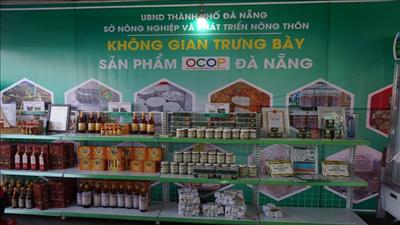 UBND THÀNH PHỐ ĐÀ NẴNG
SỞ NÔNG NGHIỆP VÀ PHÁT TRIỂN NÔNG THÔN
KHÔNG GIAN TRƯNG BÀY
SẢN PHẨM OCOP ĐÀ NẴNG